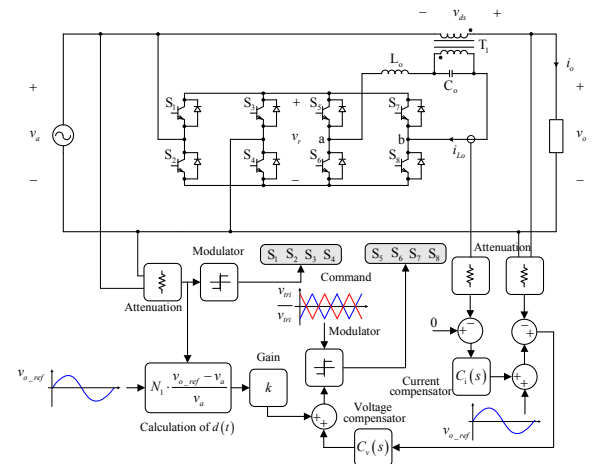 − v_ds +
T_1
L_o
C_o
i_o
+
v_a
−
S_1
S_2
S_3
S_4
+
v_r
−
S_5
S_6
a
S_7
S_8
b
i_Lo
+
v_o
−
Modulator
S_1 S_2 S_3 S_4
S_5 S_6 S_7 S_8
Attenuation
Attenuation
Command
v_tri
v_tri
Modulator
0
+
−
−
+
Gain
v_o_ref
N_1 · (v_o_ref − v_a) / v_a
k
Current
compensator
C_i(s)
+
+
Calculation of d(t)
+
+
Voltage
compensator
C_v(s)
v_o_ref